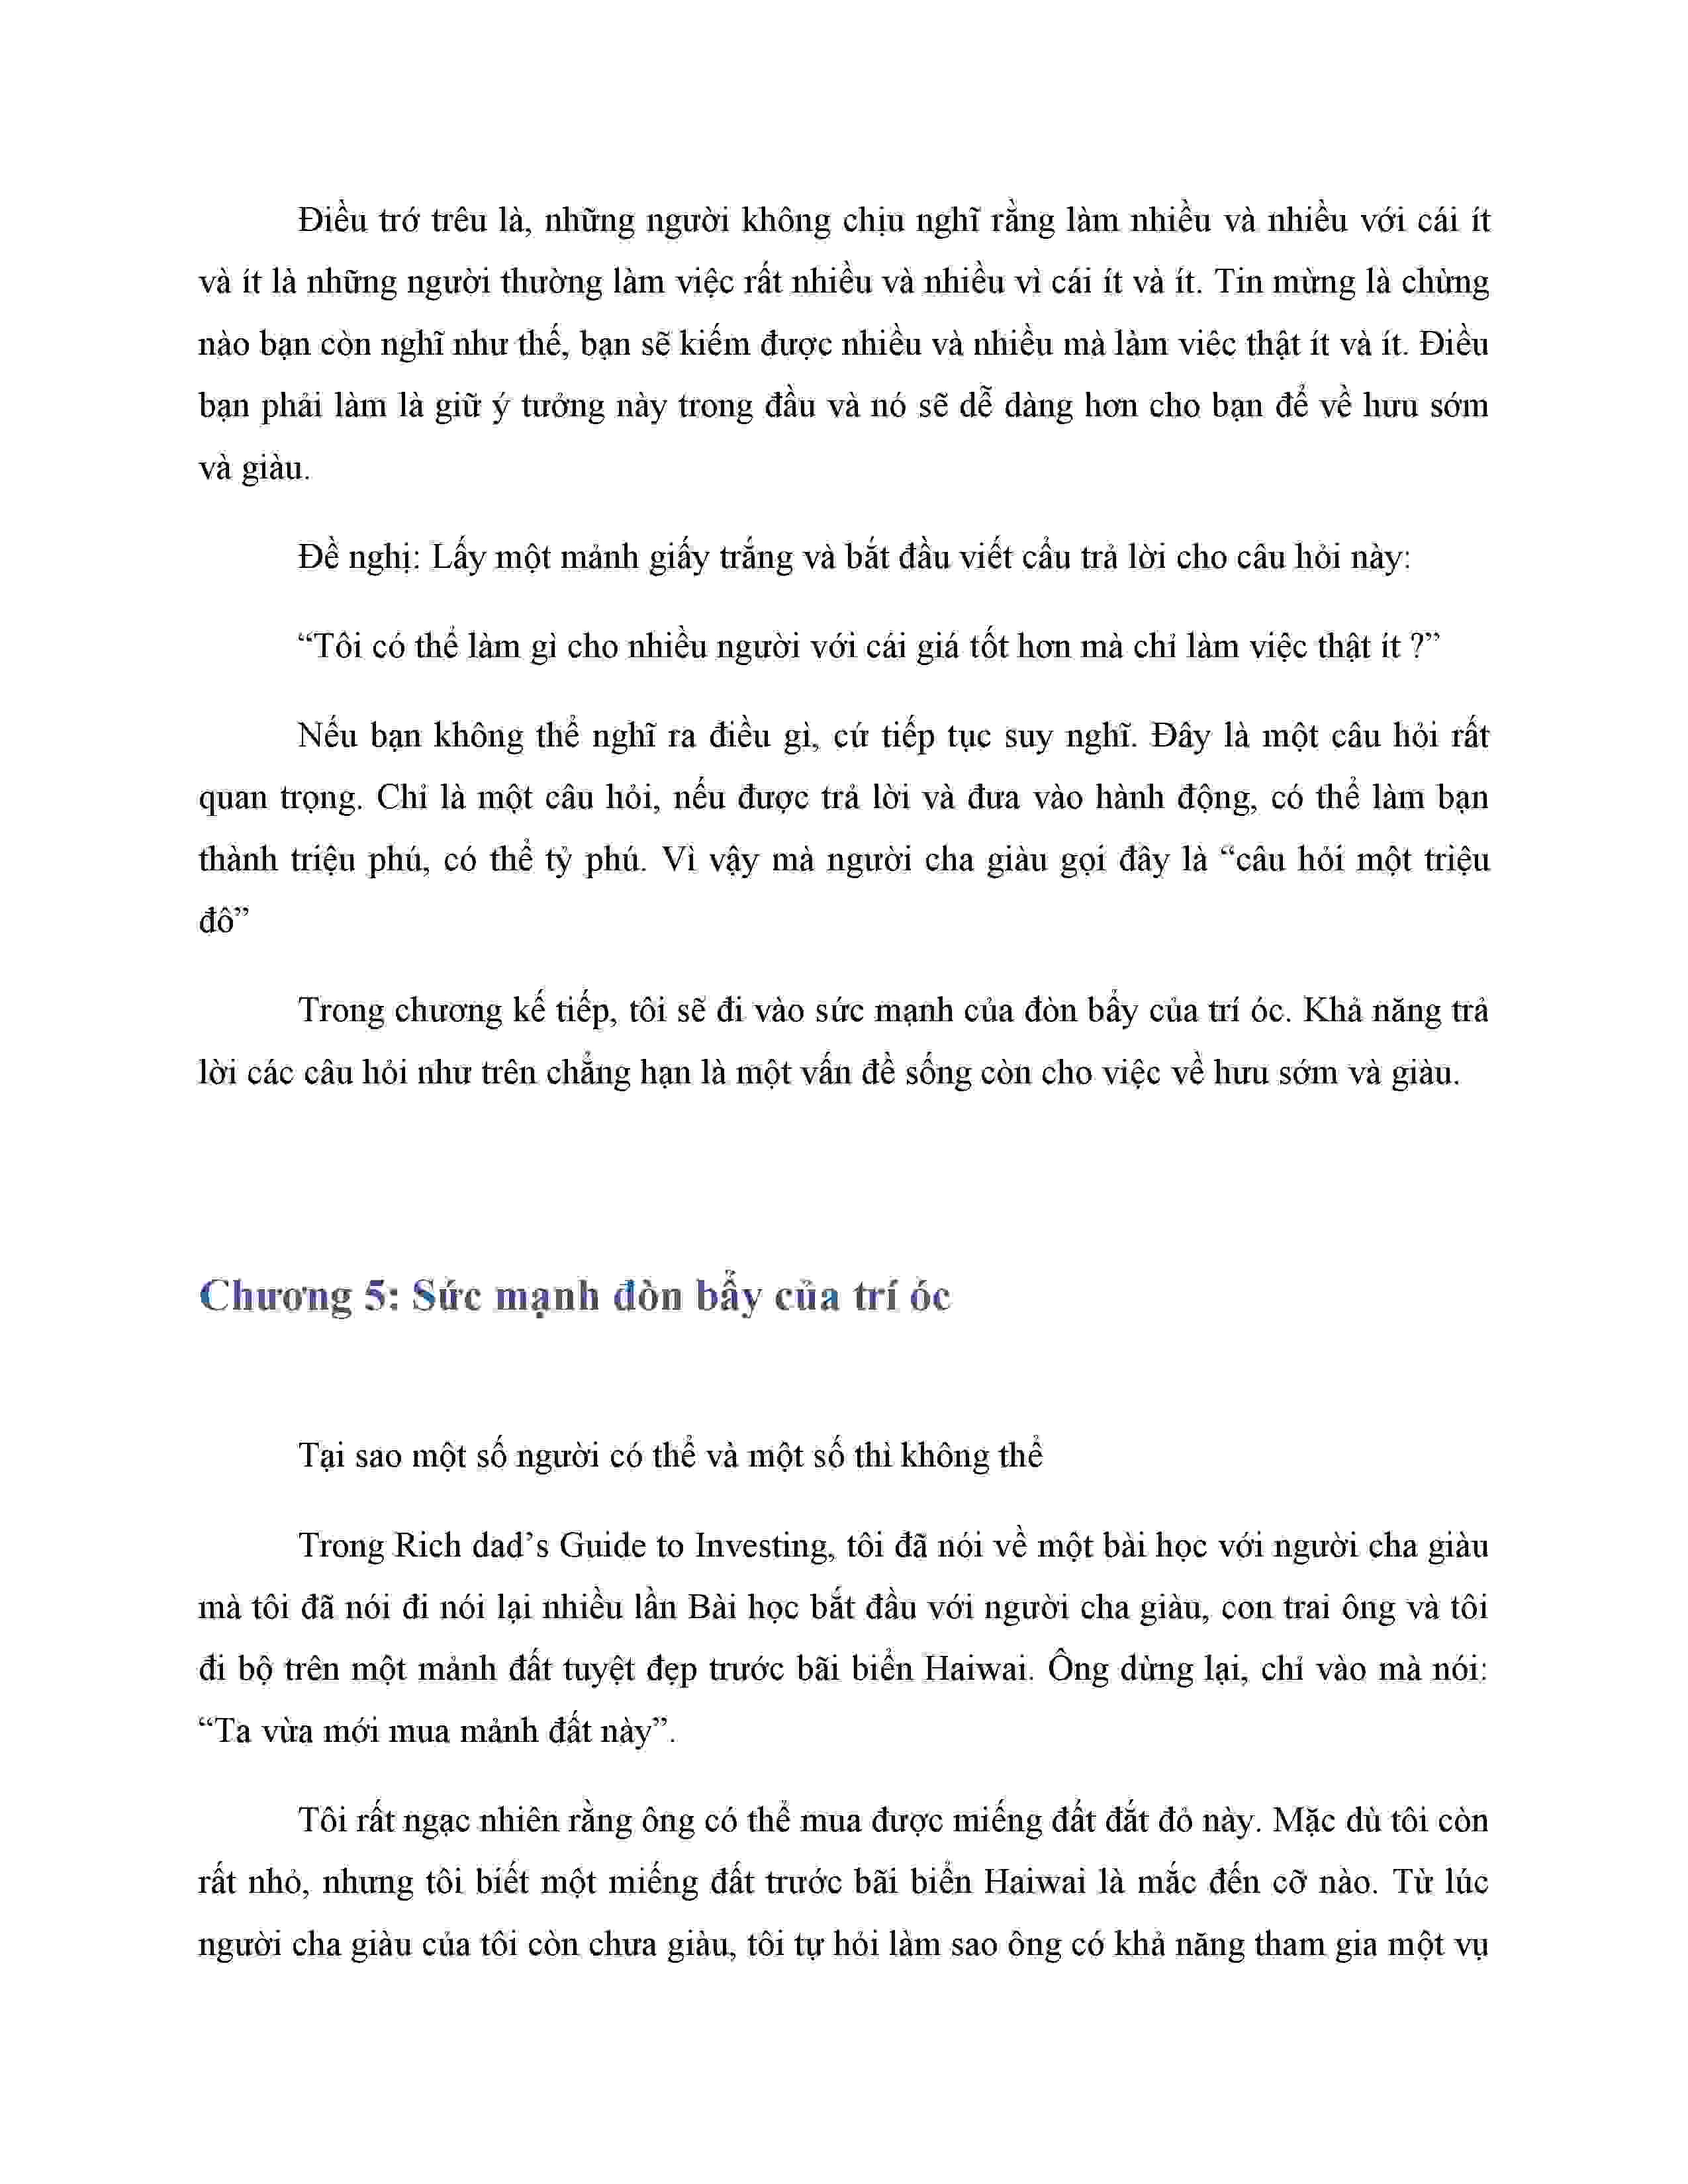 Điều trớ trêu là, những người không chịu nghĩ rằng làm nhiều và nhiều với cái ít
và ít là những người thường làm việc rất nhiều và nhiều vì cái ít và ít. Tin mừng là chừng
nào bạn còn nghĩ như thế, bạn sẽ kiếm được nhiều và nhiều mà làm viêc thật ít và ít. Điều
bạn phải làm là giữ ý tưởng này trong đầu và nó sẽ dễ dàng hơn cho bạn để về hưu sớm
và giàu.
Đề nghị: Lấy một mảnh giấy trắng và bắt đầu viết cẩu trả lời cho câu hỏi này:
“Tôi có thể làm gì cho nhiều người với cái giá tốt hơn mà chỉ làm việc thật ít ?”
Nếu bạn không thể nghĩ ra điều gì, cứ tiếp tục suy nghĩ. Đây là một câu hỏi rất
quan trọng. Chỉ là một câu hỏi, nếu được trả lời và đưa vào hành động, có thể làm bạn
thành triệu phú, có thể tỷ phú. Vì vậy mà người cha giàu gọi đây là “câu hỏi một triệu
đô”
Trong chương kế tiếp, tôi sẽ đi vào sức mạnh của đòn bẩy của trí óc. Khả năng trả
lời các câu hỏi như trên chẳng hạn là một vấn đề sống còn cho việc về hưu sớm và giàu.
Chương 5: Sức mạnh đòn bẩy của trí óc
Tại sao một số người có thể và một số thì không thể
Trong Rich dad’s Guide to Investing, tôi đã nói về một bài học với người cha giàu
mà tôi đã nói đi nói lại nhiều lần Bài học bắt đầu với người cha giàu, con trai ông và tôi
đi bộ trên một mảnh đất tuyệt đẹp trước bãi biển Haiwai. Ông dừng lại, chỉ vào mà nói:
“Ta vừa mới mua mảnh đất này”.
Tôi rất ngạc nhiên rằng ông có thể mua được miếng đất đắt đỏ này. Mặc dù tôi còn
rất nhỏ, nhưng tôi biết một miếng đất trước bãi biển Haiwai là mắc đến cỡ nào. Từ lúc
người cha giàu của tôi còn chưa giàu, tôi tự hỏi làm sao ông có khả năng tham gia một vụ